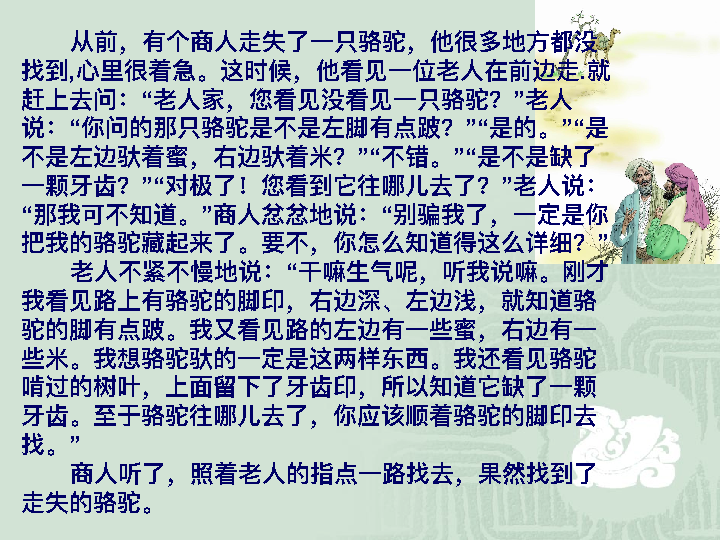 从前，有个商人走失了一只骆驼，他很多地方都没
找到,心里很着急。这时候，他看见一位老人在前边走.就
赶上去问：“老人家，您看见没看见一只骆驼？”老人
说：“你问的那只骆驼是不是左脚有点跛？”“是的。”“是
不是左边驮着蜜，右边驮着米？”“不错。”“是不是缺了
一颗牙齿？”“对极了！您看到它往哪儿去了？”老人说：
“那我可不知道。”商人忿忿地说：“别骗我了，一定是你
把我的骆驼藏起来了。要不，你怎么知道得这么详细？”
老人不紧不慢地说：“干嘛生气呢，听我说嘛。刚才
我看见路上有骆驼的脚印，右边深、左边浅，就知道骆
驼的脚有点跛。我又看见路的左边有一些蜜，右边有一
些米。我想骆驼驮的一定是这两样东西。我还看见骆驼
啃过的树叶，上面留下了牙齿印，所以知道它缺了一颗
牙齿。至于骆驼往哪儿去了，你应该顺着骆驼的脚印去
找。”
商人听了，照着老人的指点一路找去，果然找到了
走失的骆驼。